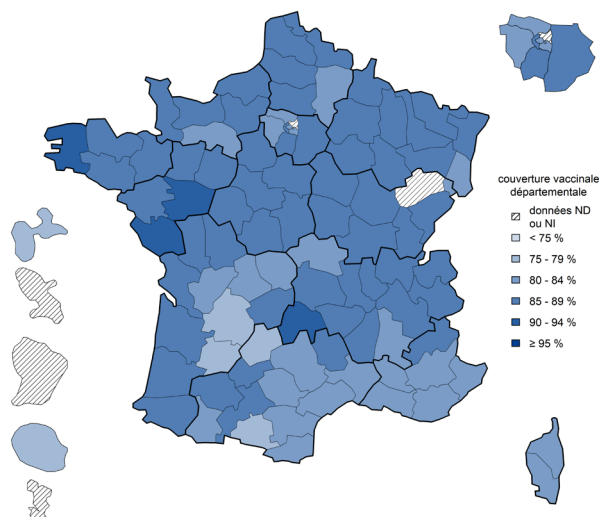 couverture vaccinale
départementale
données ND
ou NI
< 75 %
75 - 79 %
80 - 84 %
85 - 89 %
90 - 94 %
≥ 95 %